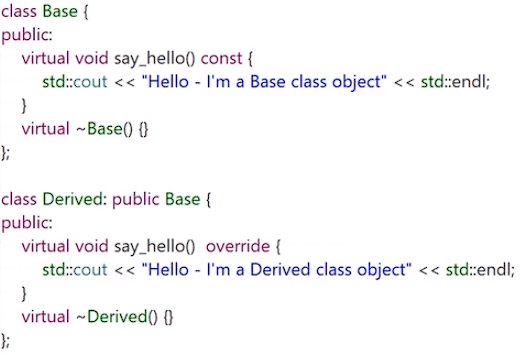 class Base {
public:
    virtual void say_hello() const {
        std::cout << "Hello - I'm a Base class object" << std::endl;
    }
    virtual ~Base() {}
};

class Derived: public Base {
public:
    virtual void say_hello()  override {
        std::cout << "Hello - I'm a Derived class object" << std::endl;
    }
    virtual ~Derived() {}
};